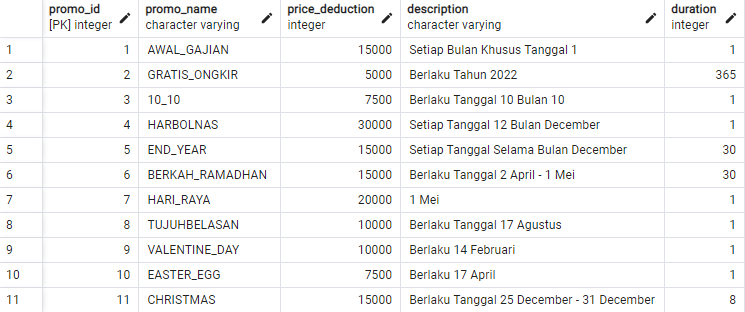 promo_id promo_name price_deduction description duration
[PK] integer character varying integer character varying integer
1 1 AWAL_GAJIAN 15000 Setiap Bulan Khusus Tanggal 1 1
2 2 GRATIS_ONGKIR 5000 Berlaku Tahun 2022 365
3 3 10_10 7500 Berlaku Tanggal 10 Bulan 10 1
4 4 HARBOLNAS 30000 Setiap Tanggal 12 Bulan December 1
5 5 END_YEAR 15000 Setiap Tanggal Selama Bulan December 30
6 6 BERKAH_RAMADHAN 15000 Berlaku Tanggal 2 April - 1 Mei 30
7 7 HARI_RAYA 20000 1 Mei 1
8 8 TUJUHBELASAN 10000 Berlaku Tanggal 17 Agustus 1
9 9 VALENTINE_DAY 10000 Berlaku 14 Februari 1
10 10 EASTER_EGG 7500 Berlaku 17 April 1
11 11 CHRISTMAS 15000 Berlaku Tanggal 25 December - 31 December 8